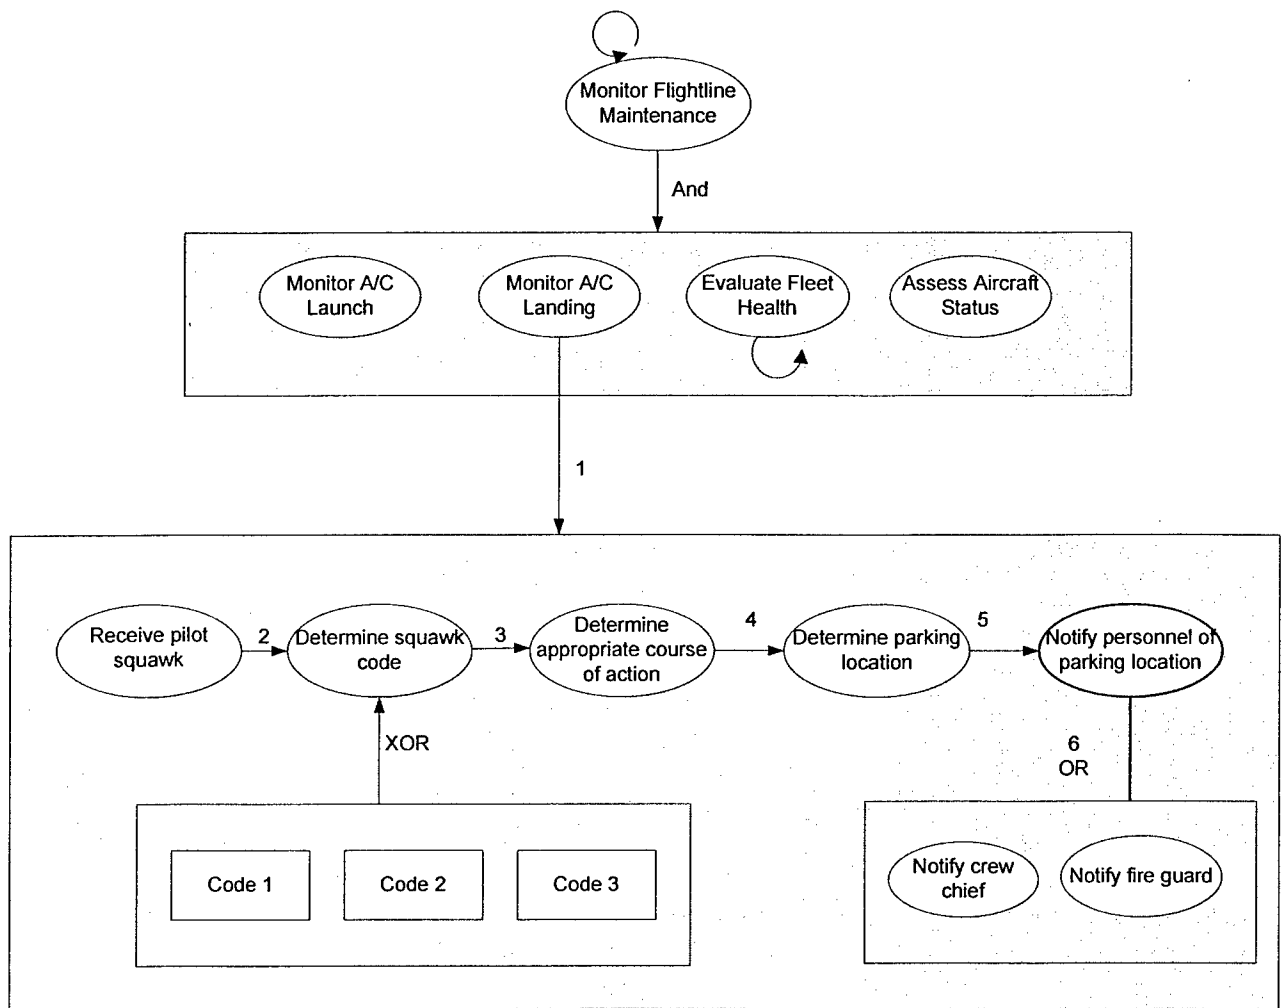 Monitor Flightline
Maintenance
And
Monitor A/C
Launch
Monitor A/C
Landing
Evaluate Fleet
Health
Assess Aircraft
Status
1
Receive pilot
squawk
2
Determine squawk
code
3
Determine
appropriate course
of action
4
Determine parking
location
5
Notify personnel of
parking location
XOR
6
OR
Code 1
Code 2
Code 3
Notify crew
chief
Notify fire guard